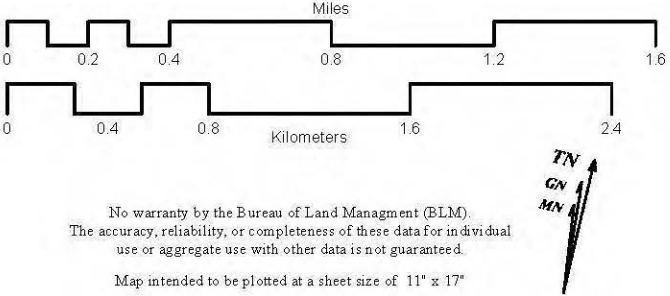 Miles
0 0.2 0.4 0.8 1.2 1.6
0 0.4 0.8 1.6 2.4
Kilometers
TN
GN
MN
No warranty by the Bureau of Land Managment (BLM).
The accuracy, reliability, or completeness of these data for individual
use or aggregate use with other data is not guaranteed.
Map intended to be plotted at a sheet size of 11" x 17"